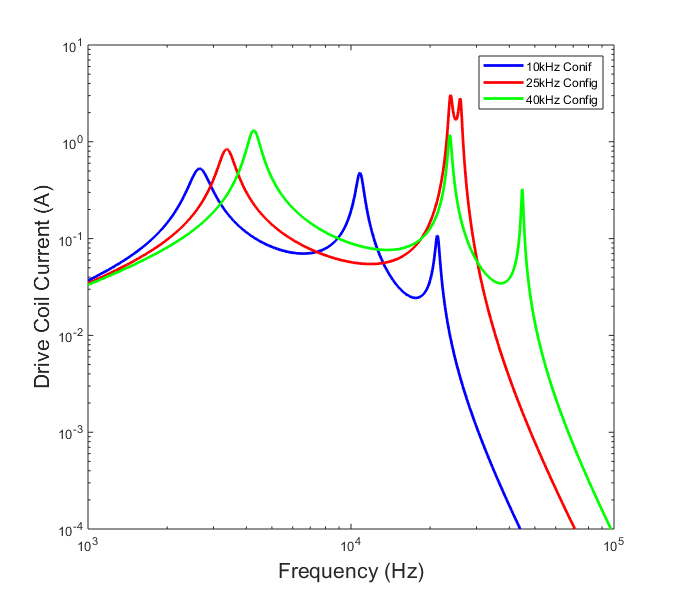 10kHz Conif
25kHz Config
40kHz Config
10^1
10^0
10^-1
10^-2
10^-3
10^-4
Drive Coil Current (A)
10^3
10^4
10^5
Frequency (Hz)